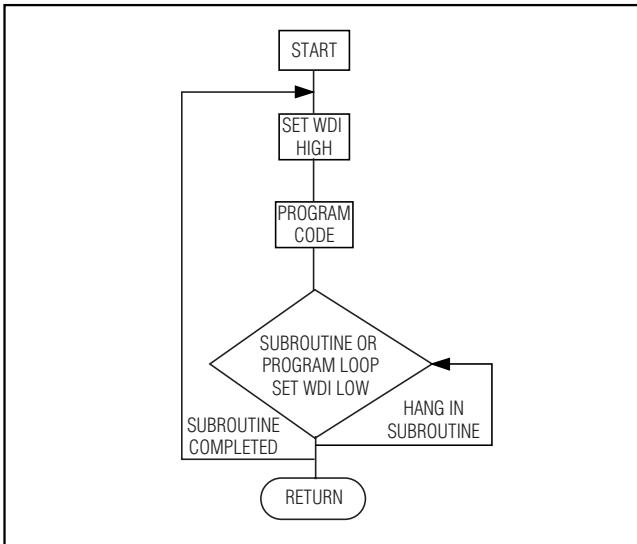 START
SET WDI
HIGH
PROGRAM
CODE
SUBROUTINE OR
PROGRAM LOOP
SET WDI LOW
SUBROUTINE
COMPLETED
HANG IN
SUBROUTINE
RETURN